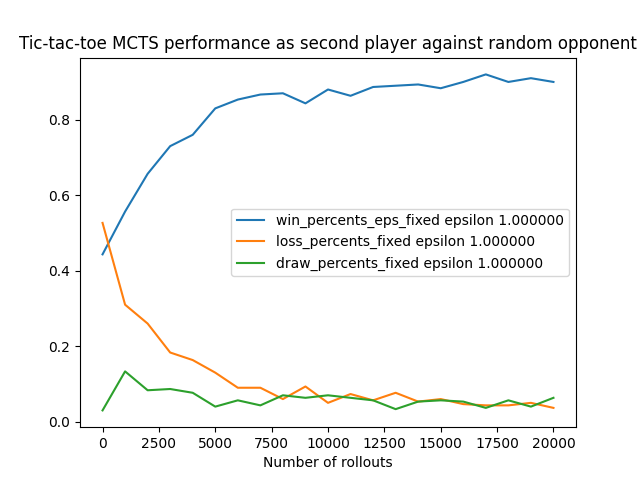 Tic-tac-toe MCTS performance as second player against random opponent
0.8
0.6
0.4
0.2
0.0
win_percents_eps_fixed epsilon 1.000000
loss_percents_fixed epsilon 1.000000
draw_percents_fixed epsilon 1.000000
0 2500 5000 7500 10000 12500 15000 17500 20000
Number of rollouts